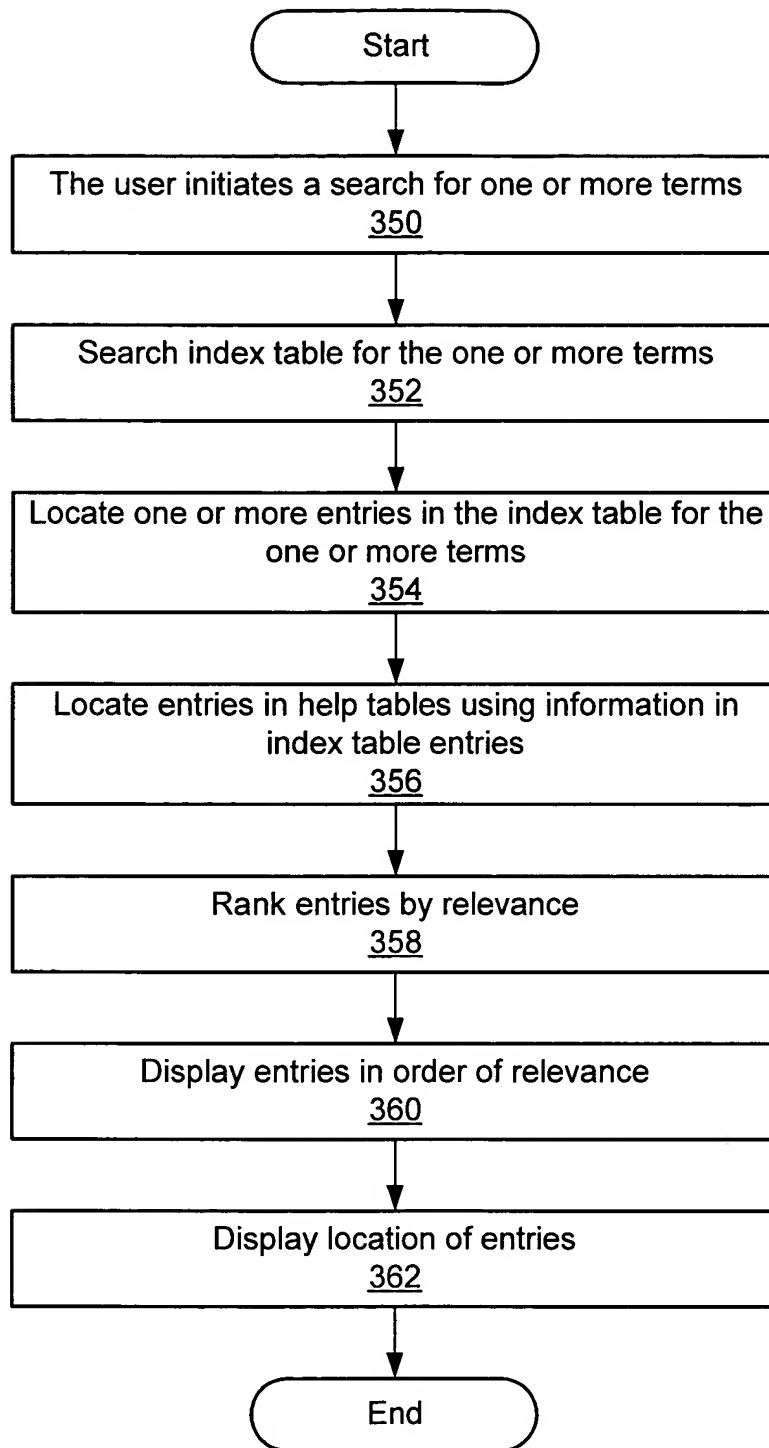 Start
The user initiates a search for one or more terms
350
Search index table for the one or more terms
352
Locate one or more entries in the index table for the
one or more terms
354
Locate entries in help tables using information in
index table entries
356
Rank entries by relevance
358
Display entries in order of relevance
360
Display location of entries
362
End